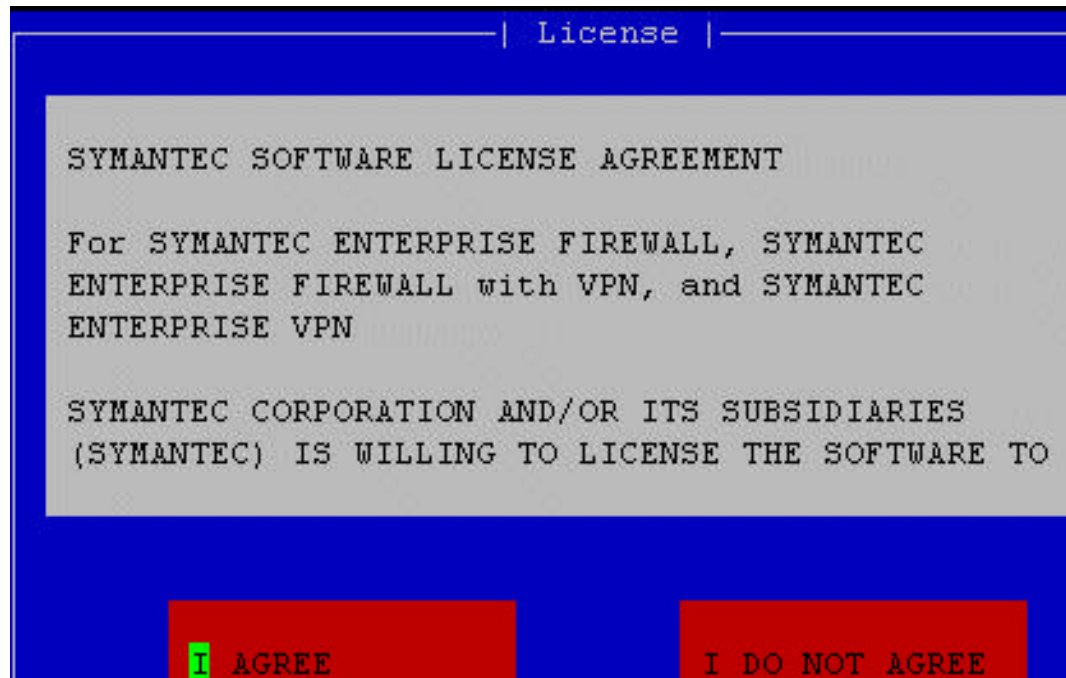 License
SYMANTEC SOFTWARE LICENSE AGREEMENT
For SYMANTEC ENTERPRISE FIREWALL, SYMANTEC
ENTERPRISE FIREWALL with VPN, and SYMANTEC
ENTERPRISE VPN
SYMANTEC CORPORATION AND/OR ITS SUBSIDIARIES
(SYMANTEC) IS WILLING TO LICENSE THE SOFTWARE TO
I AGREE I DO NOT AGREE